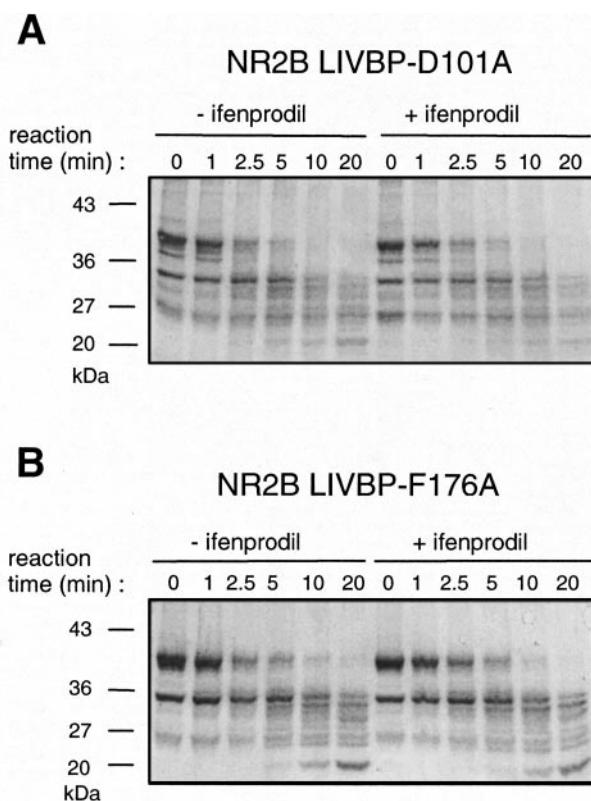 A
NR2B LIVBP-D101A
- ifenprodil + ifenprodil
reaction
time (min) : 0 1 2.5 5 10 20 0 1 2.5 5 10 20
43
36
27
20
kDa
B
NR2B LIVBP-F176A
- ifenprodil + ifenprodil
reaction
time (min) : 0 1 2.5 5 10 20 0 1 2.5 5 10 20
43
36
27
20
kDa